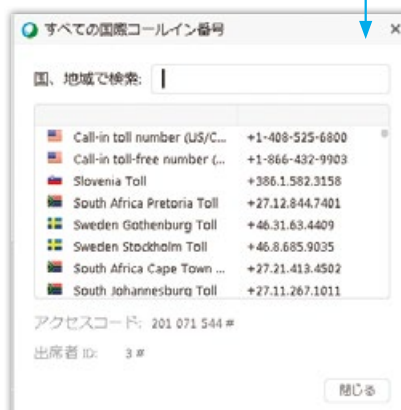 すべての国際コールイン番号 ×
国、地域で検索:
Call-in toll number (US/C... +1-408-525-6800
Call-in toll-free number (... +1-866-432-9903
Slovenia Toll +386.1.582.3158
South Africa Pretoria Toll +27.12.844.7401
Sweden Gothenburg Toll +46.31.63.4409
Sweden Stockholm Toll +46.8.685.9035
South Africa Cape Town ... +27.21.413.4502
South Johannesburg Toll +27.11.267.1011
アクセスコード: 201 071 544 #
出席者 ID: 3 #
閉じる